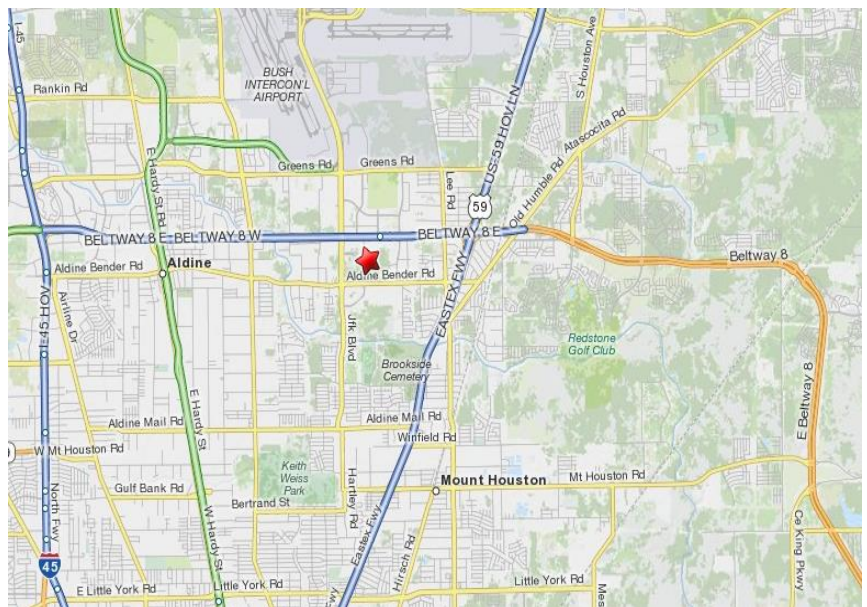 I-45
BUSH
INTERCON'L
AIRPORT
Rankin Rd
S Houston Ave
US 59 HOV LN
Atascocita Rd
E Hardy St Rd
Greens Rd
Greens Rd
Lee Rd
59
Old Humble Rd
BELTWAY 8 E
BELTWAY 8 W
BELTWAY 8 E
Beltway 8
Aldine Bender Rd
Aldine
Aldine Bender Rd
I-45 HOV
Airline Dr
Jfk Blvd
EASTEX FWY
Redstone
Golf Club
Brookside
Cemetery
E Beltway 8
E Hardy St
Aldine Mail Rd
Aldine Mail Rd
Winfield Rd
W Mt Houston Rd
Keith
Weiss
Park
Mount Houston
Mt Houston Rd
Gulf Bank Rd
Bertrand St
Hartley Rd
North Fwy
W Hardy St
Eastex Fwy
Hirsch Rd
Ce King Pkwy
45
E Little York Rd
Little York Rd
Fwy
Little York Rd
Mes